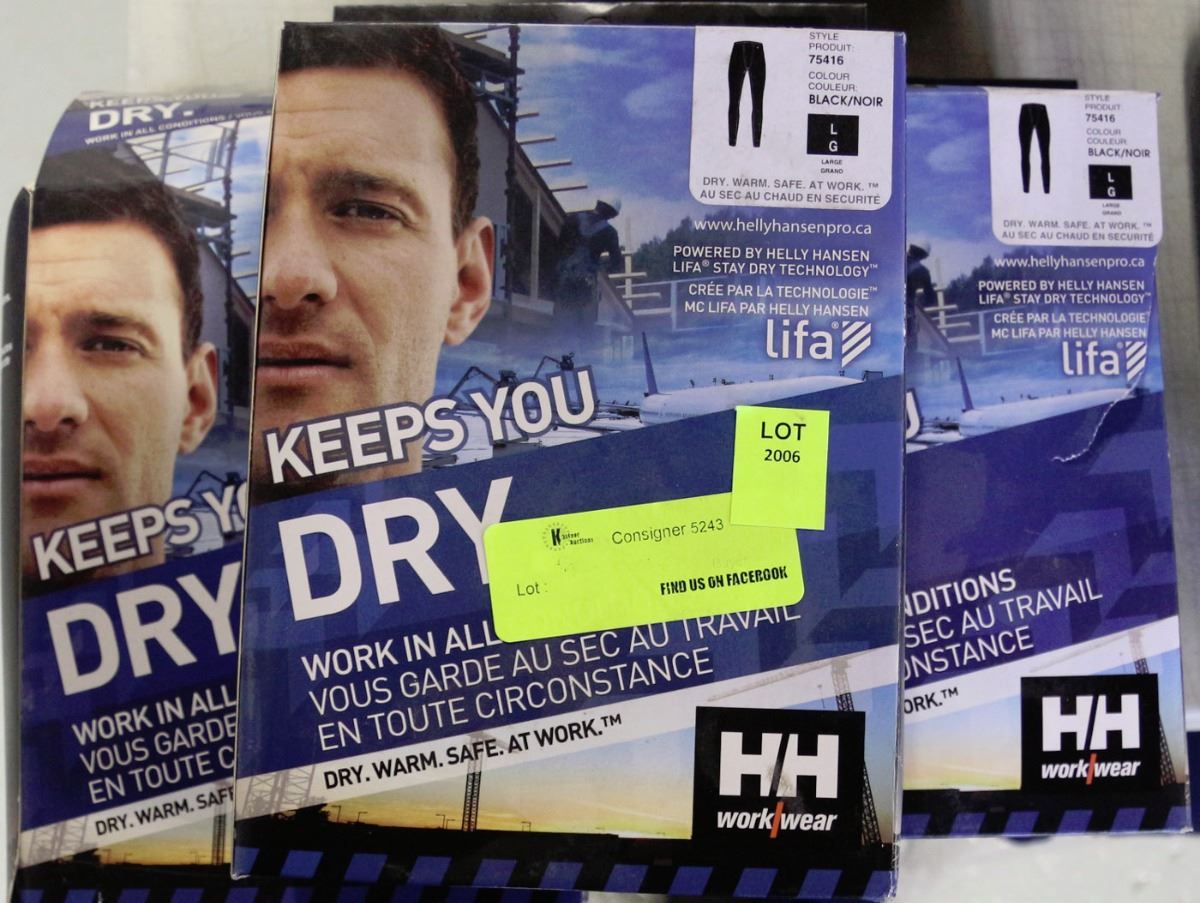 KEEPS YOU
DRY.
WORK IN ALL CONDITIONS /
KEEPS YO
DRY
WORK IN ALL
VOUS GARDE
EN TOUTE C
DRY. WARM. SAFE
STYLE
PRODUIT:
75416
COLOUR
COULEUR:
BLACK/NOIR
L
G
LARGE
GRAND
DRY. WARM. SAFE. AT WORK. ™
AU SEC AU CHAUD EN SECURITÉ
www.hellyhansenpro.ca
POWERED BY HELLY HANSEN
LIFA® STAY DRY TECHNOLOGY™
CRÉE PAR LA TECHNOLOGIE™
MC LIFA PAR HELLY HANSEN
lifa®
KEEPS YOU
DRY
LOT
2006
Consigner 5243
Lot :
FIND US ON FACEBOOK
WORK IN ALL
VOUS GARDE AU SEC AU TRAVAIL
EN TOUTE CIRCONSTANCE
DRY. WARM. SAFE. AT WORK.™
H/H
work/wear
STYLE
PRODUIT:
75416
COLOUR
COULEUR:
BLACK/NOIR
L
G
LARGE
GRAND
DRY. WARM. SAFE. AT WORK. ™
AU SEC AU CHAUD EN SECURITÉ
www.hellyhansenpro.ca
POWERED BY HELLY HANSEN
LIFA® STAY DRY TECHNOLOGY™
CRÉE PAR LA TECHNOLOGIE
MC LIFA PAR HELLY HANSEN
lifa®
U
NDITIONS
SEC AU TRAVAIL
ONSTANCE
ORK.™
H/H
work/wear